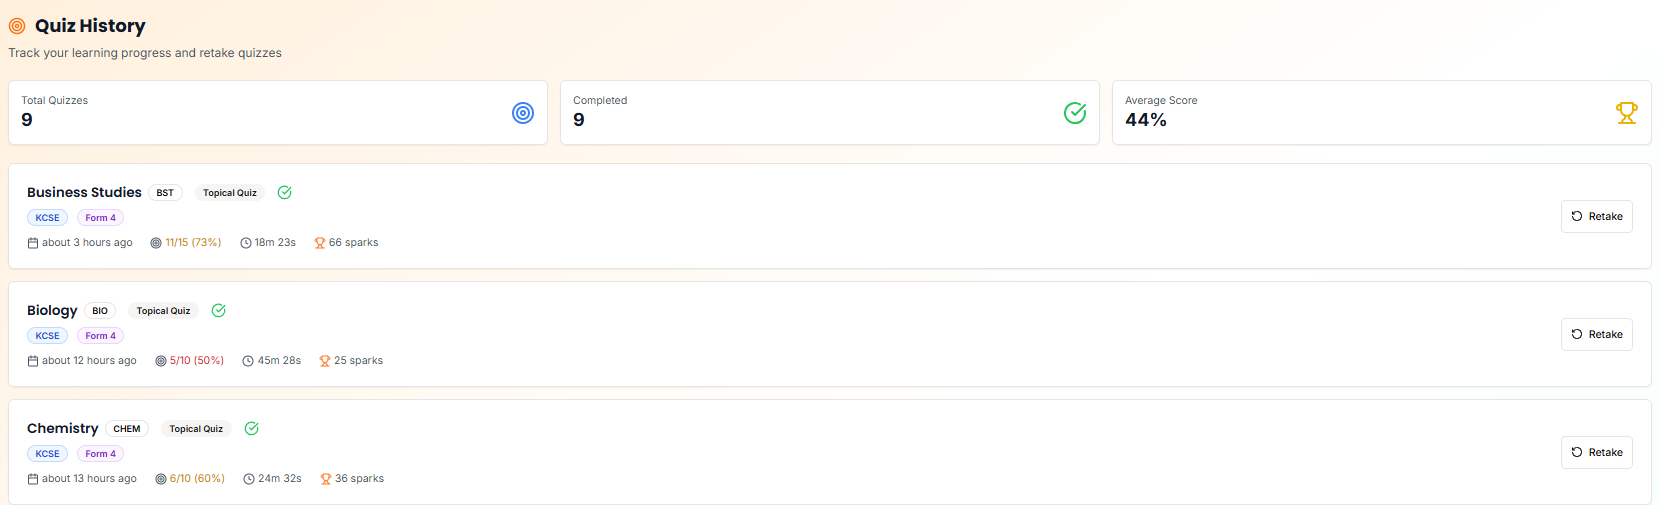 Quiz History
Track your learning progress and retake quizzes
Total Quizzes
9
Completed
9
Average Score
44%
Business Studies BST Topical Quiz
KCSE Form 4
about 3 hours ago 11/15 (73%) 18m 23s 66 sparks
Retake
Biology BIO Topical Quiz
KCSE Form 4
about 12 hours ago 5/10 (50%) 45m 28s 25 sparks
Retake
Chemistry CHEM Topical Quiz
KCSE Form 4
about 13 hours ago 6/10 (60%) 24m 32s 36 sparks
Retake